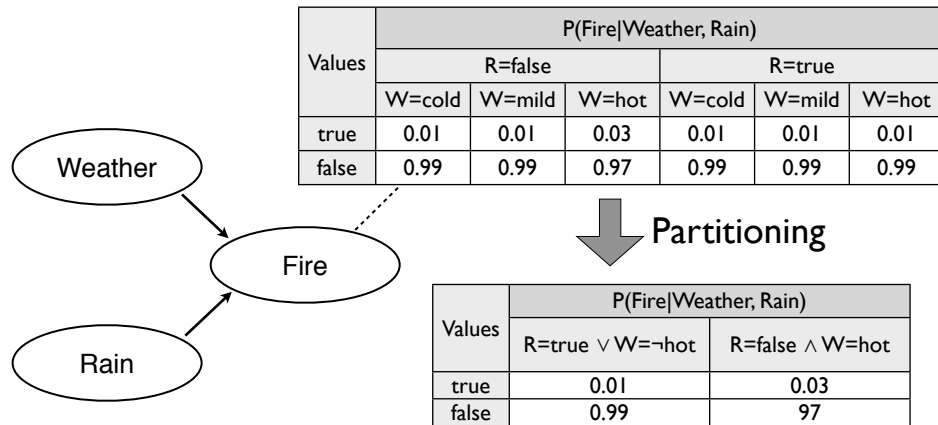 P(Fire|Weather, Rain)
Values R=false R=true
W=cold W=mild W=hot W=cold W=mild W=hot
true 0.01 0.01 0.03 0.01 0.01 0.01
false 0.99 0.99 0.97 0.99 0.99 0.99
Weather
Fire
Rain
Partitioning
P(Fire|Weather, Rain)
Values R=true ∨ W=¬hot R=false ∧ W=hot
true 0.01 0.03
false 0.99 97